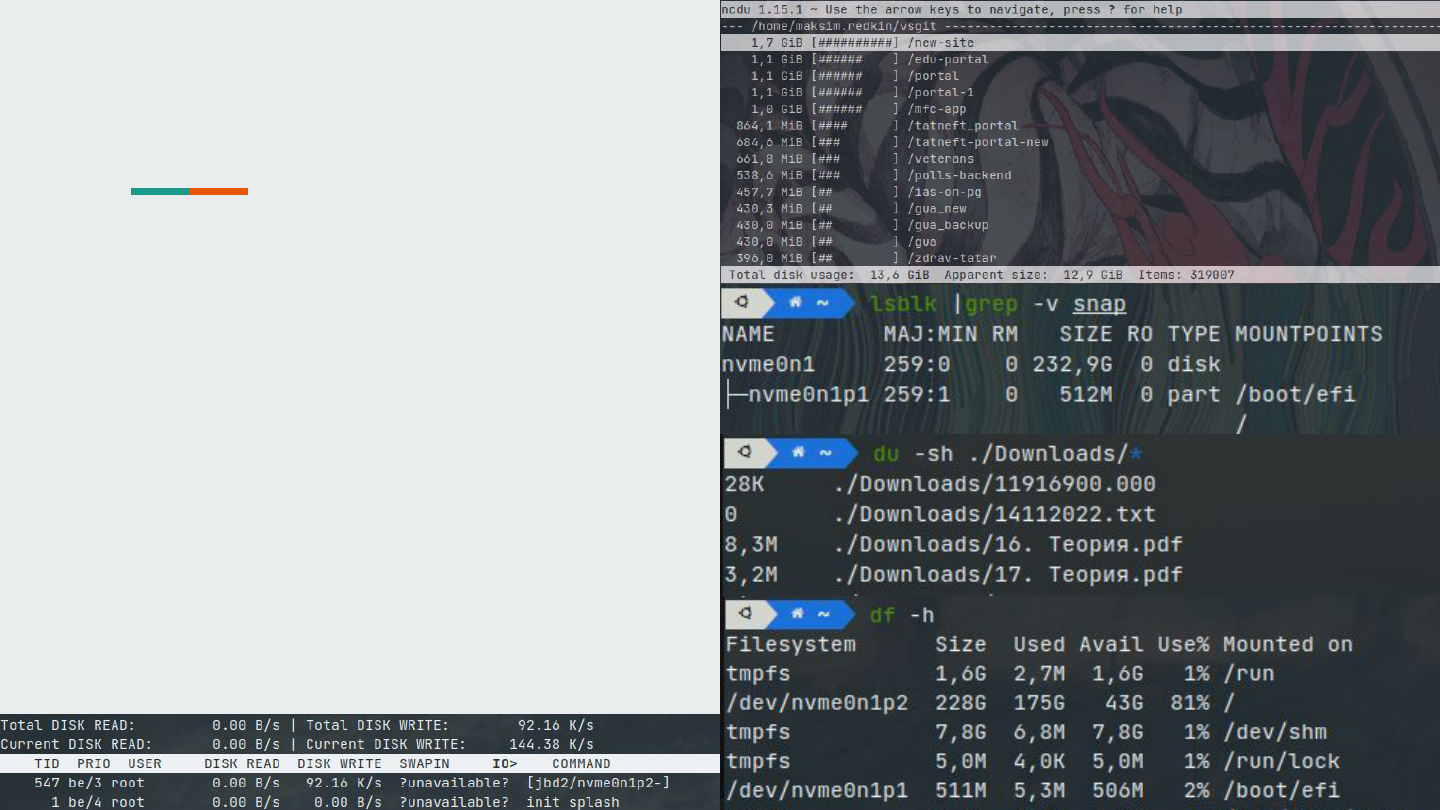 ncdu 1.15.1 ~ Use the arrow keys to navigate, press ? for help
--- /home/maksim.redkin/vsgit ---
1,7 GiB [##########] /new-site
1,1 GiB [######    ] /edu-portal
1,1 GiB [######    ] /portal
1,1 GiB [######    ] /portal-1
1,0 GiB [######    ] /mfc-app
864,1 MiB [####      ] /tatneft_portal
684,6 MiB [###       ] /tatneft-portal-new
661,8 MiB [###       ] /veterans
538,6 MiB [###       ] /polls-backend
457,7 MiB [##        ] /ias-on-pg
430,3 MiB [##        ] /gua_new
430,0 MiB [##        ] /gua_backup
430,0 MiB [##        ] /gua
396,0 MiB [##        ] /zdrav-tatar
Total disk usage: 13,6 GiB Apparent size: 12,9 GiB Items: 319007
~ lsblk |grep -v snap
NAME MAJ:MIN RM SIZE RO TYPE MOUNTPOINTS
nvme0n1 259:0 0 232,9G 0 disk
├─nvme0n1p1 259:1 0 512M 0 part /boot/efi
/
~ du -sh ./Downloads/*
28K ./Downloads/11916900.000
0 ./Downloads/14112022.txt
8,3M ./Downloads/16. Теория.pdf
3,2M ./Downloads/17. Теория.pdf
~ df -h
Filesystem Size Used Avail Use% Mounted on
tmpfs 1,6G 2,7M 1,6G 1% /run
/dev/nvme0n1p2 228G 175G 43G 81% /
tmpfs 7,8G 6,8M 7,8G 1% /dev/shm
tmpfs 5,0M 4,0K 5,0M 1% /run/lock
/dev/nvme0n1p1 511M 5,3M 506M 2% /boot/efi
Total DISK READ: 0.00 B/s | Total DISK WRITE: 92.16 K/s
Current DISK READ: 0.00 B/s | Current DISK WRITE: 144.38 K/s
TID PRIO USER DISK READ DISK WRITE SWAPIN IO> COMMAND
547 be/3 root 0.00 B/s 92.16 K/s ?unavailable? [jbd2/nvme0n1p2-]
1 be/4 root 0.00 B/s 0.00 B/s ?unavailable? init splash